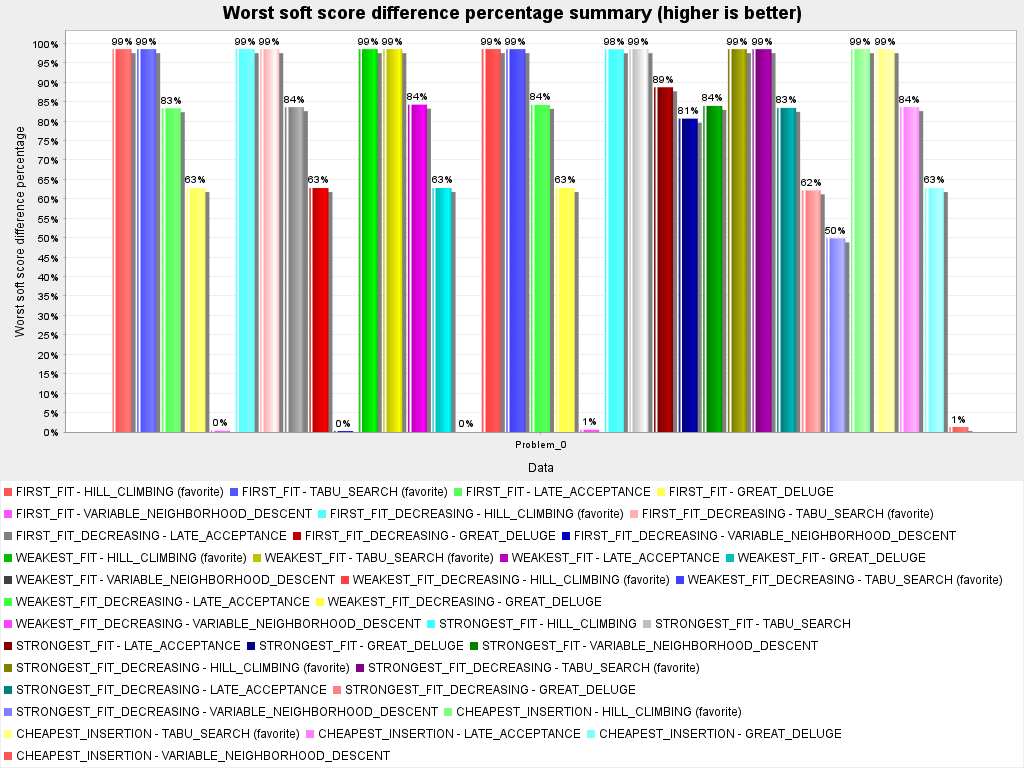 Worst soft score difference percentage summary (higher is better)
Worst soft score difference percentage
100%
95%
90%
85%
80%
75%
70%
65%
60%
55%
50%
45%
40%
35%
30%
25%
20%
15%
10%
5%
0%
99% 99% 83% 63% 0% 99% 99% 84% 63% 0% 99% 99% 84% 63% 0% 99% 99% 84% 63% 1% 98% 99% 89% 81% 84% 99% 99% 83% 62% 50% 99% 99% 84% 63% 1%
Problem_0
Data
FIRST_FIT - HILL_CLIMBING (favorite) FIRST_FIT - TABU_SEARCH (favorite) FIRST_FIT - LATE_ACCEPTANCE FIRST_FIT - GREAT_DELUGE
FIRST_FIT - VARIABLE_NEIGHBORHOOD_DESCENT FIRST_FIT_DECREASING - HILL_CLIMBING (favorite) FIRST_FIT_DECREASING - TABU_SEARCH (favorite)
FIRST_FIT_DECREASING - LATE_ACCEPTANCE FIRST_FIT_DECREASING - GREAT_DELUGE FIRST_FIT_DECREASING - VARIABLE_NEIGHBORHOOD_DESCENT
WEAKEST_FIT - HILL_CLIMBING (favorite) WEAKEST_FIT - TABU_SEARCH (favorite) WEAKEST_FIT - LATE_ACCEPTANCE WEAKEST_FIT - GREAT_DELUGE
WEAKEST_FIT - VARIABLE_NEIGHBORHOOD_DESCENT WEAKEST_FIT_DECREASING - HILL_CLIMBING (favorite) WEAKEST_FIT_DECREASING - TABU_SEARCH (favorite)
WEAKEST_FIT_DECREASING - LATE_ACCEPTANCE WEAKEST_FIT_DECREASING - GREAT_DELUGE
WEAKEST_FIT_DECREASING - VARIABLE_NEIGHBORHOOD_DESCENT STRONGEST_FIT - HILL_CLIMBING STRONGEST_FIT - TABU_SEARCH
STRONGEST_FIT - LATE_ACCEPTANCE STRONGEST_FIT - GREAT_DELUGE STRONGEST_FIT - VARIABLE_NEIGHBORHOOD_DESCENT
STRONGEST_FIT_DECREASING - HILL_CLIMBING (favorite) STRONGEST_FIT_DECREASING - TABU_SEARCH (favorite)
STRONGEST_FIT_DECREASING - LATE_ACCEPTANCE STRONGEST_FIT_DECREASING - GREAT_DELUGE
STRONGEST_FIT_DECREASING - VARIABLE_NEIGHBORHOOD_DESCENT CHEAPEST_INSERTION - HILL_CLIMBING (favorite)
CHEAPEST_INSERTION - TABU_SEARCH (favorite) CHEAPEST_INSERTION - LATE_ACCEPTANCE CHEAPEST_INSERTION - GREAT_DELUGE
CHEAPEST_INSERTION - VARIABLE_NEIGHBORHOOD_DESCENT